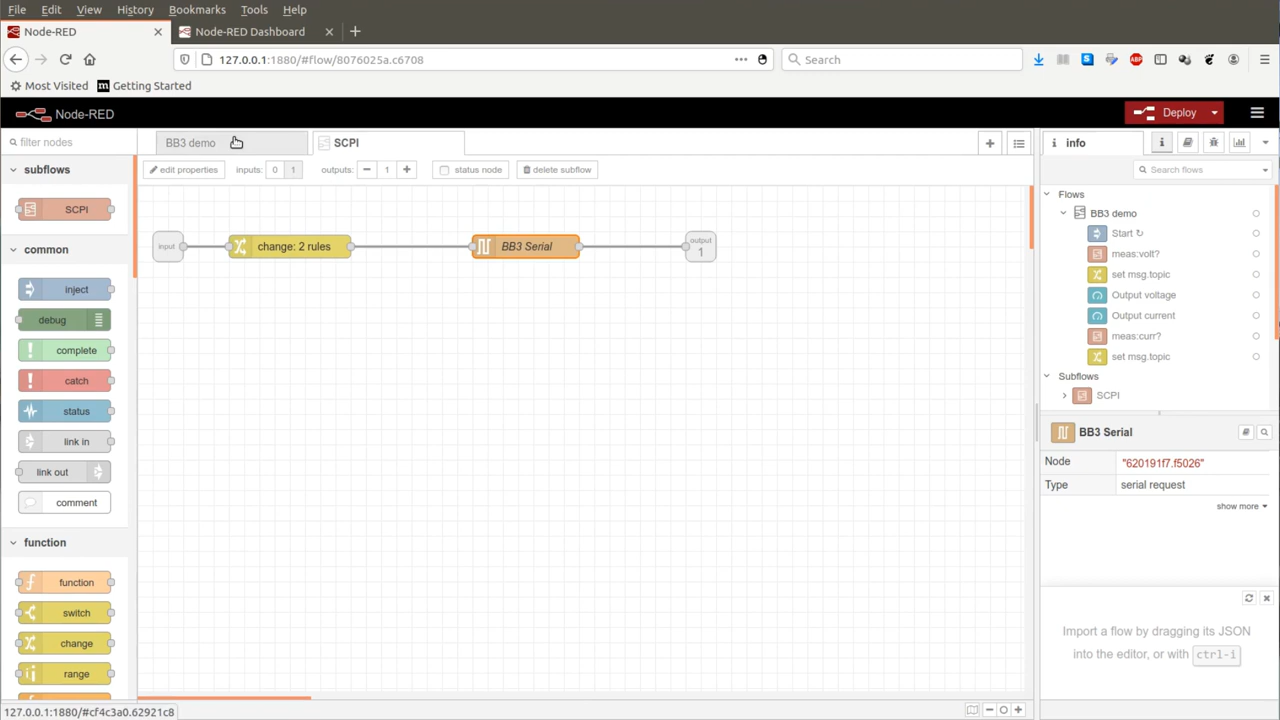 File Edit View History Bookmarks Tools Help
Node-RED
Node-RED Dashboard
127.0.0.1:1880/#flow/8076025a.c6708
Search
Most Visited
Getting Started
Node-RED
Deploy
filter nodes
BB3 demo
SCPI
info
edit properties
inputs: 0 1
outputs: 1
status node
delete subflow
Search flows
subflows
SCPI
common
inject
debug
complete
catch
status
link in
link out
comment
function
function
switch
change
range
input
change: 2 rules
BB3 Serial
output
1
Flows
BB3 demo
Start ↻
meas:volt?
set msg.topic
Output voltage
Output current
meas:curr?
set msg.topic
Subflows
SCPI
BB3 Serial
Node "620191f7.f5026"
Type serial request
show more
Import a flow by dragging its JSON
into the editor, or with ctrl-i
127.0.0.1:1880/#cf4c3a0.62921c8